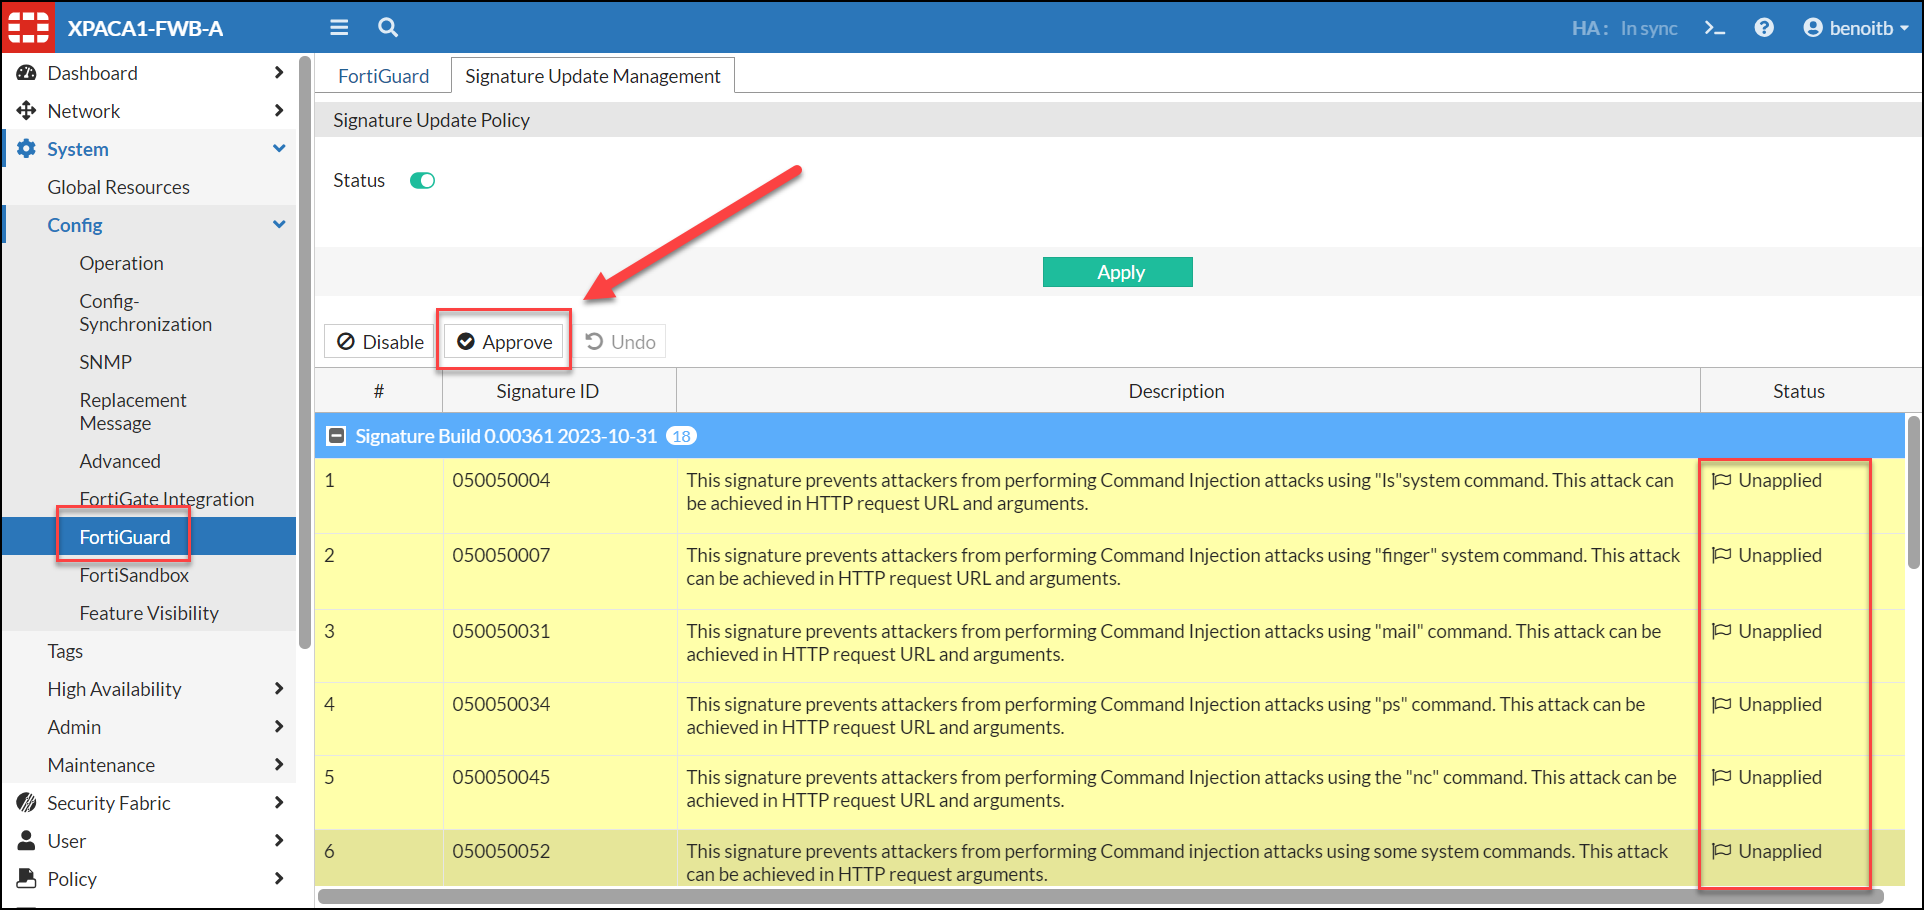 XPACA1-FWB-A
HA: In sync
benoitb
Dashboard
Network
System
Global Resources
Config
Operation
Config-
Synchronization
SNMP
Replacement
Message
Advanced
FortiGate Integration
FortiGuard
FortiSandbox
Feature Visibility
Tags
High Availability
Admin
Maintenance
Security Fabric
User
Policy
FortiGuard Signature Update Management
Signature Update Policy
Status
Apply
Disable Approve Undo
# Signature ID Description Status
Signature Build 0.00361 2023-10-31 18
1 050050004 This signature prevents attackers from performing Command Injection attacks using "ls"system command. This attack can Unapplied
be achieved in HTTP request URL and arguments.
2 050050007 This signature prevents attackers from performing Command Injection attacks using "finger" system command. This attack Unapplied
can be achieved in HTTP request URL and arguments.
3 050050031 This signature prevents attackers from performing Command Injection attacks using "mail" command. This attack can be Unapplied
achieved in HTTP request URL and arguments.
4 050050034 This signature prevents attackers from performing Command Injection attacks using "ps" command. This attack can be Unapplied
achieved in HTTP request URL and arguments.
5 050050045 This signature prevents attackers from performing Command Injection attacks using the "nc" command. This attack can be Unapplied
achieved in HTTP request URL and arguments.
6 050050052 This signature prevents attackers from performing Command injection attacks using some system commands. This attack Unapplied
can be achieved in HTTP request arguments.